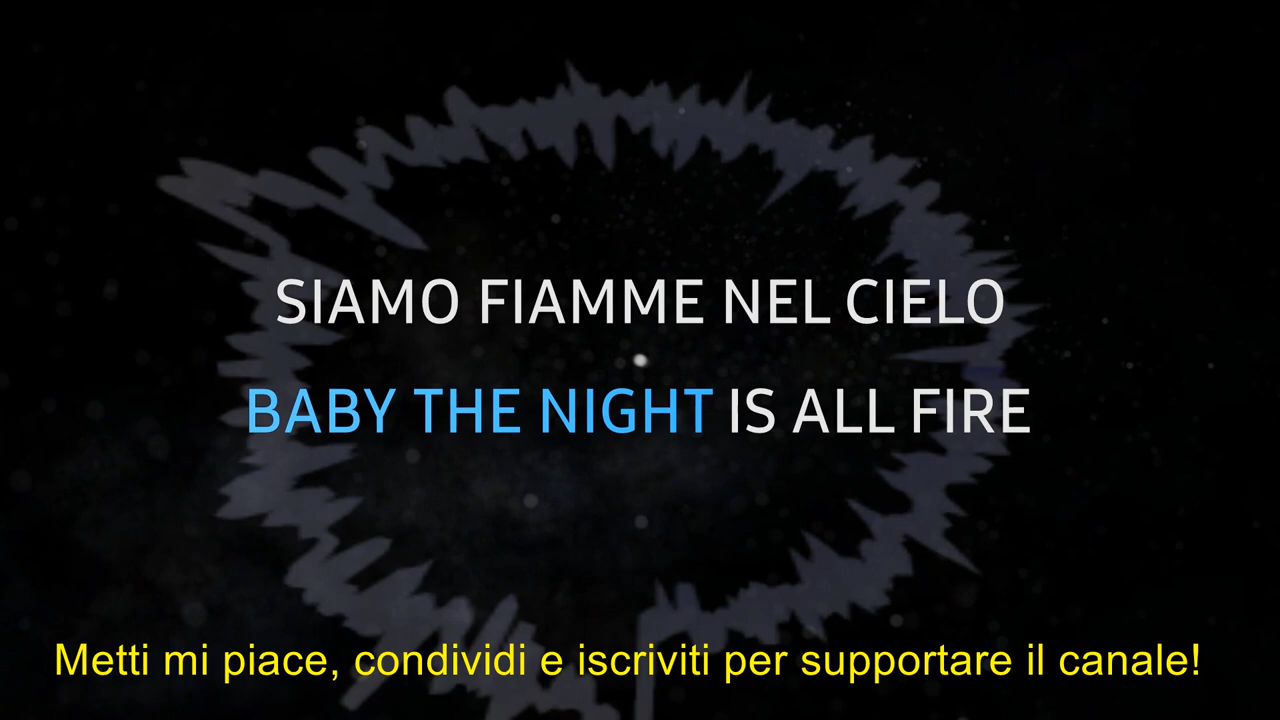 SIAMO FIAMME NEL CIELO
BABY THE NIGHT IS ALL FIRE
Metti mi piace, condividi e iscriviti per supportare il canale!